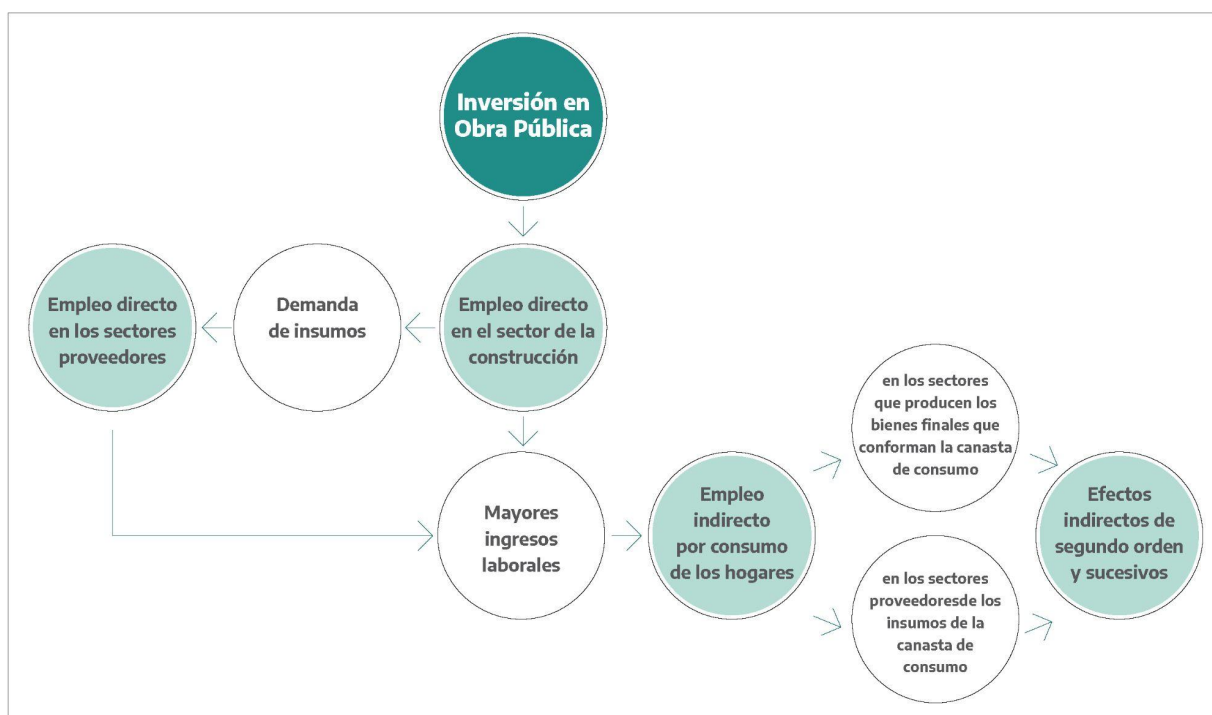 Inversión en
Obra Pública
Empleo directo
en los sectores
proveedores
Demanda
de insumos
Empleo directo
en el sector de la
construcción
Mayores
ingresos
laborales
Empleo
indirecto
por consumo
de los hogares
en los sectores
que producen los
bienes finales que
conforman la canasta
de consumo
en los sectores
proveedoresde los
insumos de la
canasta de
consumo
Efectos
indirectos de
segundo orden
y sucesivos